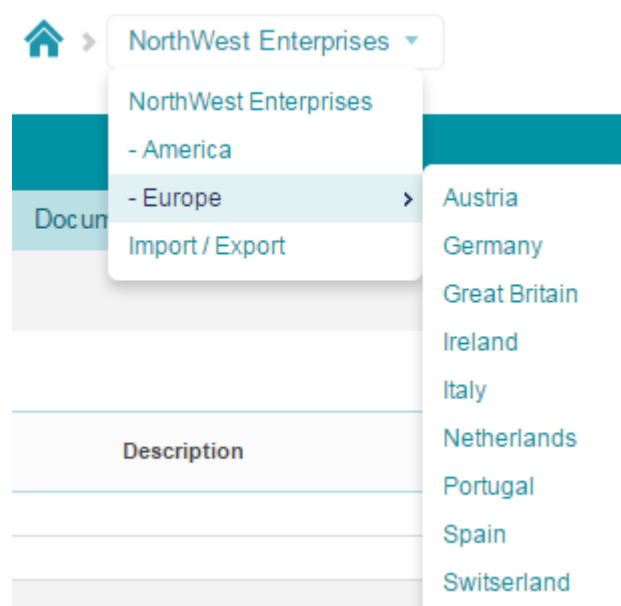 NorthWest Enterprises
NorthWest Enterprises
- America
- Europe
Import / Export
Austria
Germany
Great Britain
Ireland
Italy
Netherlands
Portugal
Spain
Switserland
Docum
Description